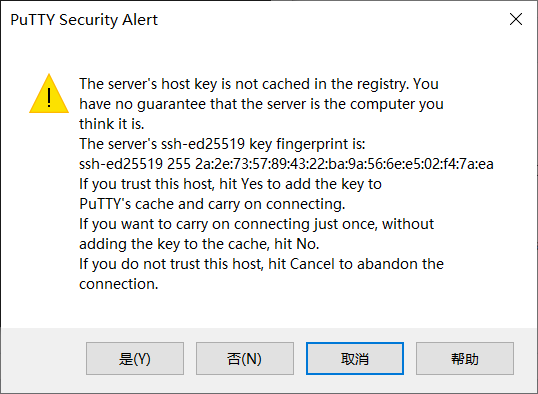 PuTTY Security Alert
The server's host key is not cached in the registry. You
have no guarantee that the server is the computer you
think it is.
The server's ssh-ed25519 key fingerprint is:
ssh-ed25519 255 2a:2e:73:57:89:43:22:ba:9a:56:6e:e5:02:f4:7a:ea
If you trust this host, hit Yes to add the key to
PuTTY's cache and carry on connecting.
If you want to carry on connecting just once, without
adding the key to the cache, hit No.
If you do not trust this host, hit Cancel to abandon the
connection.
是(Y) 否(N) 取消 帮助